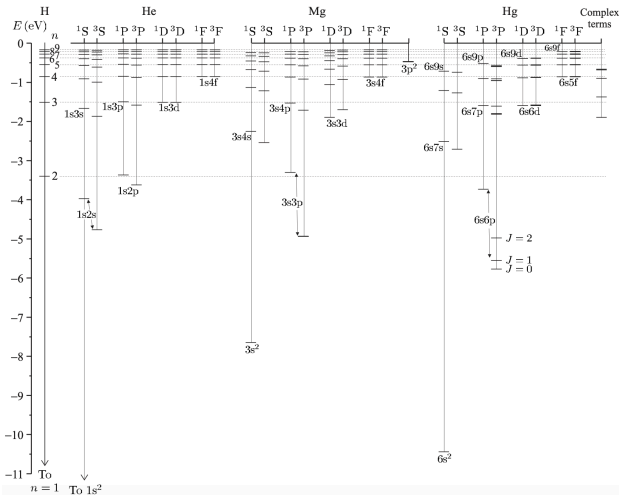 H He Mg Hg Complex terms
E (eV) n ¹S ³S ¹P ³P ¹D ³D ¹F ³F ¹S ³S ¹P ³P ¹D ³D ¹F ³F ¹S ³S ¹P ³P ¹D ³D ¹F ³F
0
9
8
7
6
5
4
3
2
−1
−2
−3
−4
−5
−6
−7
−8
−9
−10
−11
1s3s 1s3p 1s3d 1s4f
1s2p
1s2s
3p²
3s4p 3s3d 3s4f
3s4s
3s3p
3s²
6s9s 6s9p 6s9d 6s9f
6s7p 6s6d 6s5f
6s7s
6s6p
J = 2
J = 1
J = 0
6s²
To
n = 1
To 1s²